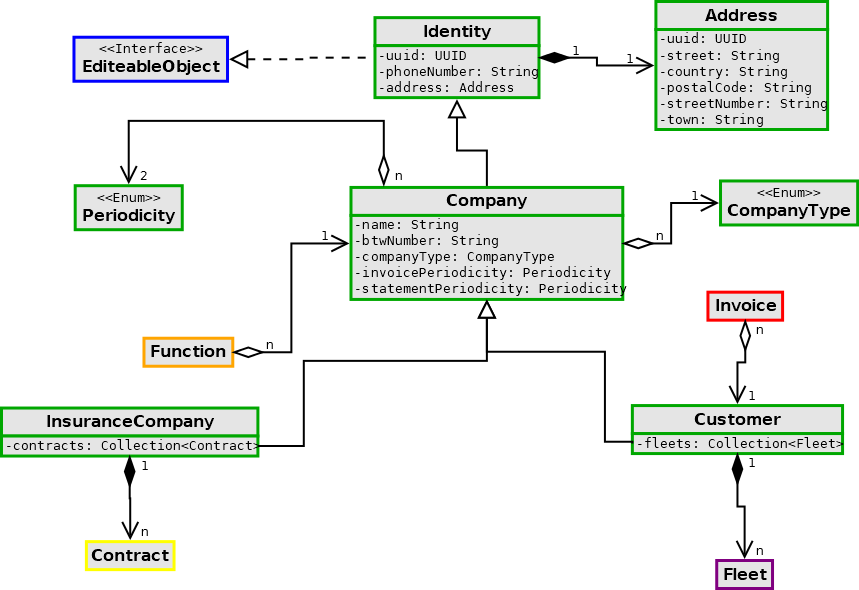 Identity
-uuid: UUID
-phoneNumber: String
-address: Address
Address
-uuid: UUID
-street: String
-country: String
-postalCode: String
-streetNumber: String
-town: String
<<Interface>>
EditeableObject
1
1
2
n
<<Enum>>
Periodicity
Company
-name: String
-btwNumber: String
-companyType: CompanyType
-invoicePeriodicity: Periodicity
-statementPeriodicity: Periodicity
<<Enum>>
CompanyType
1
n
1
n
Function
Invoice
n
1
InsuranceCompany
-contracts: Collection<Contract>
Customer
-fleets: Collection<Fleet>
1
n
Contract
1
n
Fleet